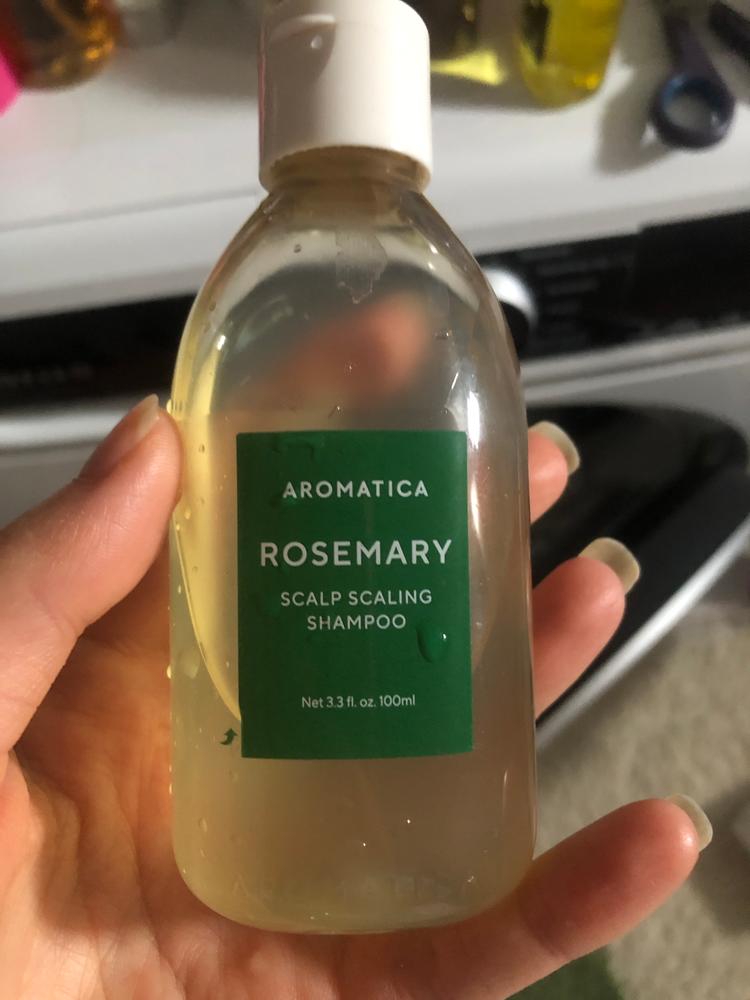 AROMATICA
ROSEMARY
SCALP SCALING
SHAMPOO
Net 3.3 fl. oz. 100ml